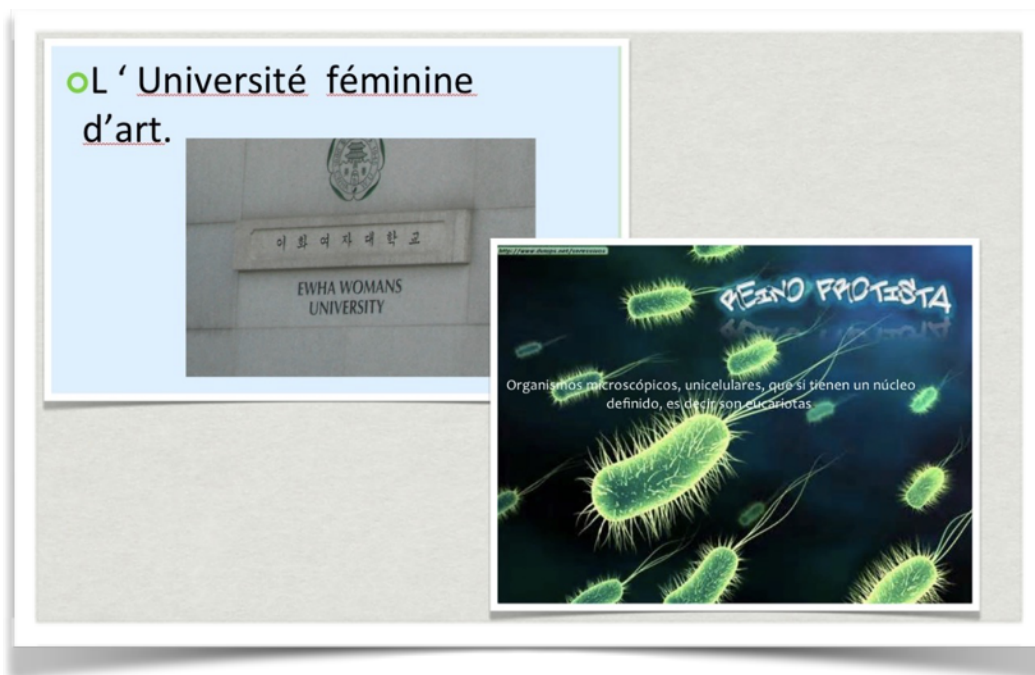 L ‘ Université féminine
d’art.
이화여자대학교
EWHA WOMANS
UNIVERSITY
REINO PROTISTA
Organismos microscópicos, unicelulares, que si tienen un núcleo
definido, es decir son eucariotas